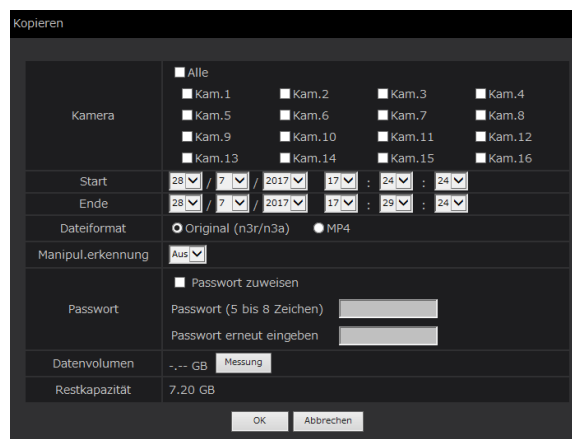 Kopieren
Alle
Kamera
Kam.1 Kam.2 Kam.3 Kam.4
Kam.5 Kam.6 Kam.7 Kam.8
Kam.9 Kam.10 Kam.11 Kam.12
Kam.13 Kam.14 Kam.15 Kam.16
Start 28 / 7 / 2017 17 : 24 : 24
Ende 28 / 7 / 2017 17 : 29 : 24
Dateiformat Original (n3r/n3a) MP4
Manipul.erkennung Aus
Passwort zuweisen
Passwort Passwort (5 bis 8 Zeichen)
Passwort erneut eingeben
Datenvolumen -.-- GB Messung
Restkapazität 7.20 GB
OK Abbrechen